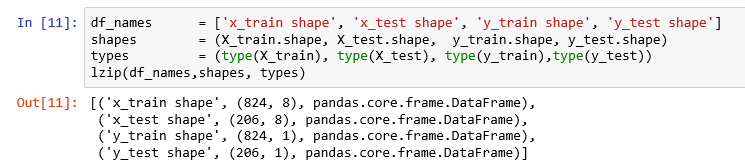 In [11]: df_names      = ['x_train shape', 'x_test shape', 'y_train shape', 'y_test shape']
shapes        = (X_train.shape, X_test.shape,  y_train.shape, y_test.shape)
types         = (type(X_train), type(X_test), type(y_train),type(y_test))
lzip(df_names,shapes, types)
Out[11]: [('x_train shape', (824, 8), pandas.core.frame.DataFrame),
('x_test shape', (206, 8), pandas.core.frame.DataFrame),
('y_train shape', (824, 1), pandas.core.frame.DataFrame),
('y_test shape', (206, 1), pandas.core.frame.DataFrame)]